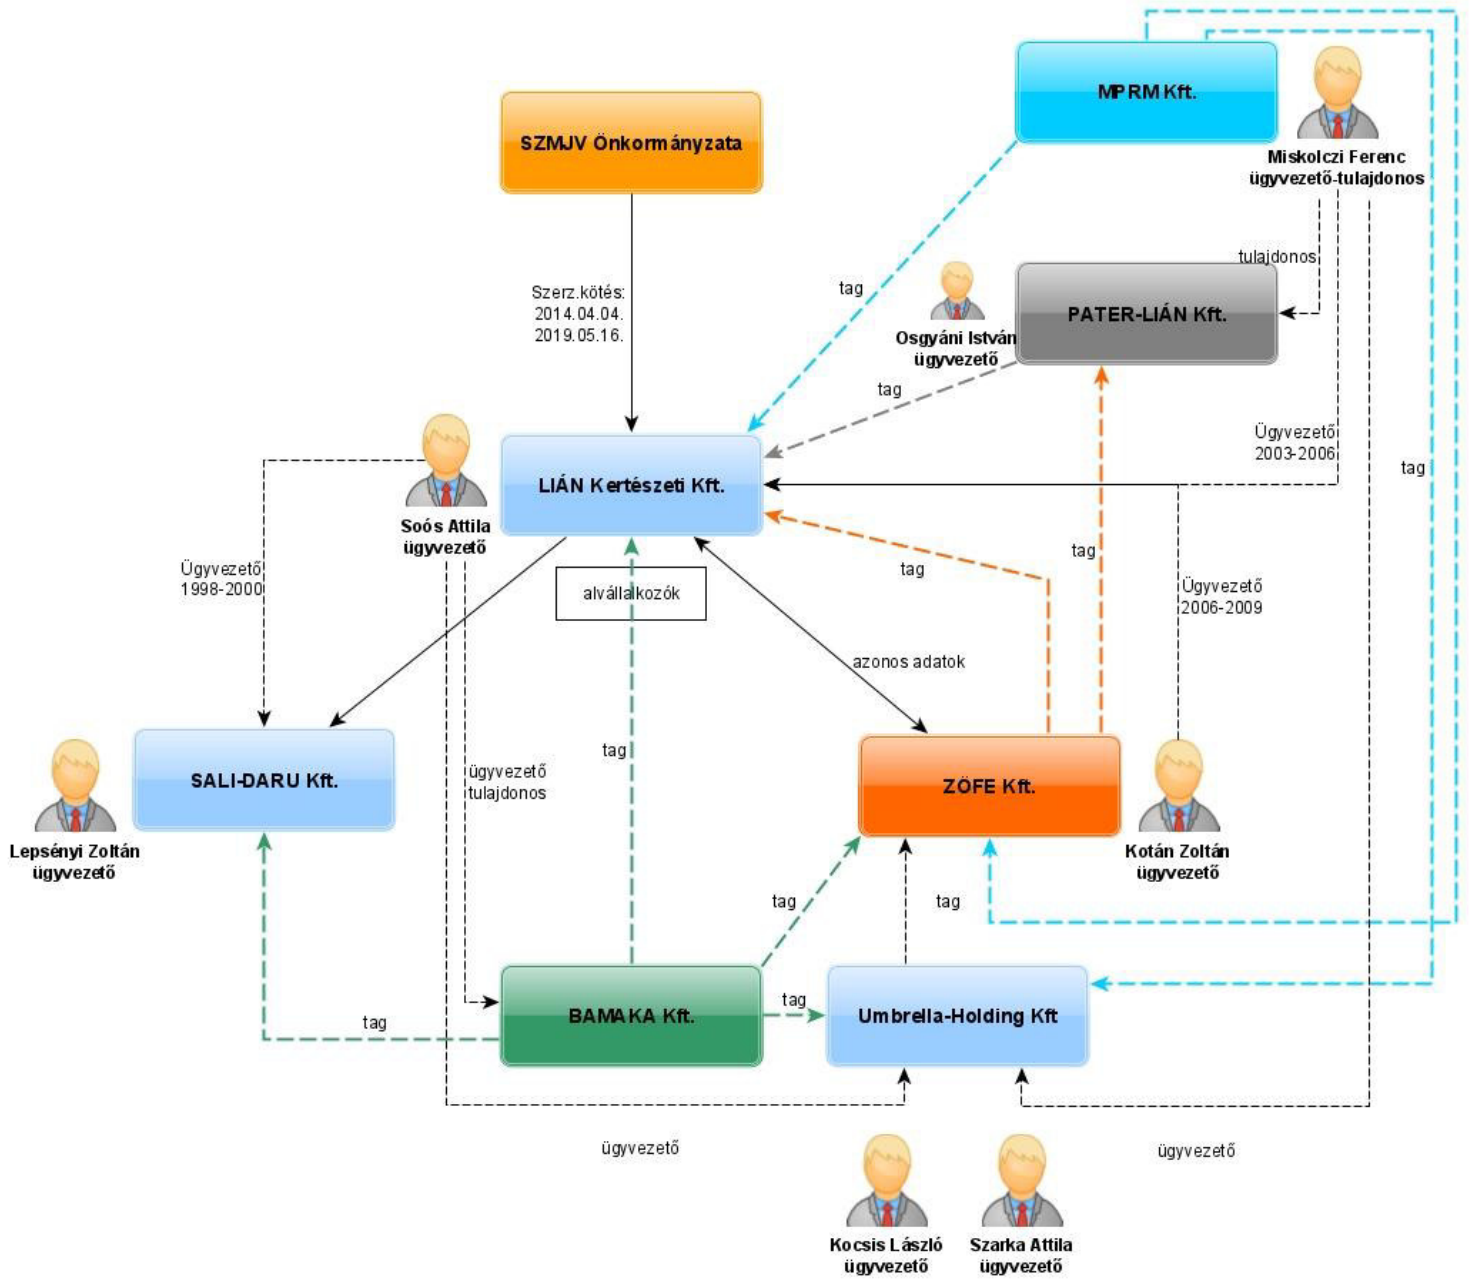 MPRM Kft.
SZMJV Önkormányzata
Miskolczi Ferenc
ügyvezető-tulajdonos
tulajdonos
tag
Szerz.kötés:
2014.04.04.
2019.05.16.
PATER-LIÁN Kft.
Osgyáni István
ügyvezető
tag
Ügyvezető
2003-2006
tag
LIÁN Kertészeti Kft.
Soós Attila
ügyvezető
tag
tag
Ügyvezető
1998-2000
alvállalkozók
Ügyvezető
2006-2009
azonos adatok
tag
ügyvezető
tulajdonos
SALI-DARU Kft.
ZÖFE Kft.
Lepsényi Zoltán
ügyvezető
Kotán Zoltán
ügyvezető
tag
tag
tag
tag
BAMAKA Kft.
Umbrella-Holding Kft
ügyvezető
ügyvezető
Kocsis László
ügyvezető
Szarka Attila
ügyvezető